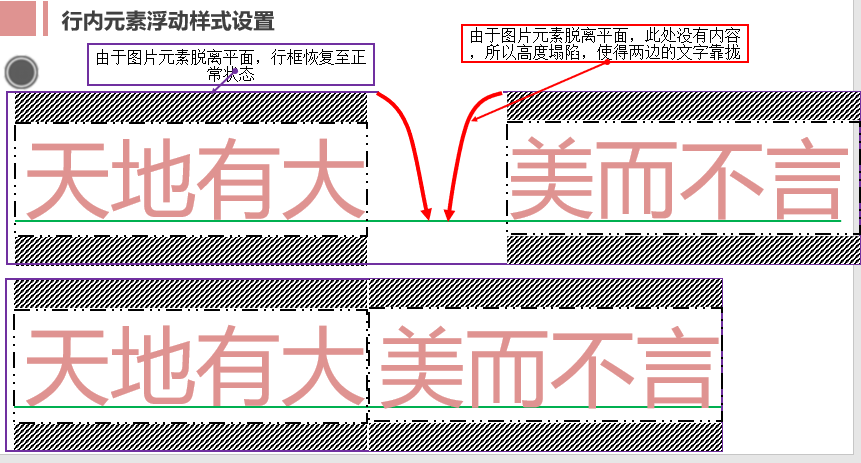 行内元素浮动样式设置
由于图片元素脱离平面，行框恢复至正
常状态
由于图片元素脱离平面，此处没有内容
，所以高度塌陷，使得两边的文字靠拢
天地有大
美而不言
天地有大美而不言